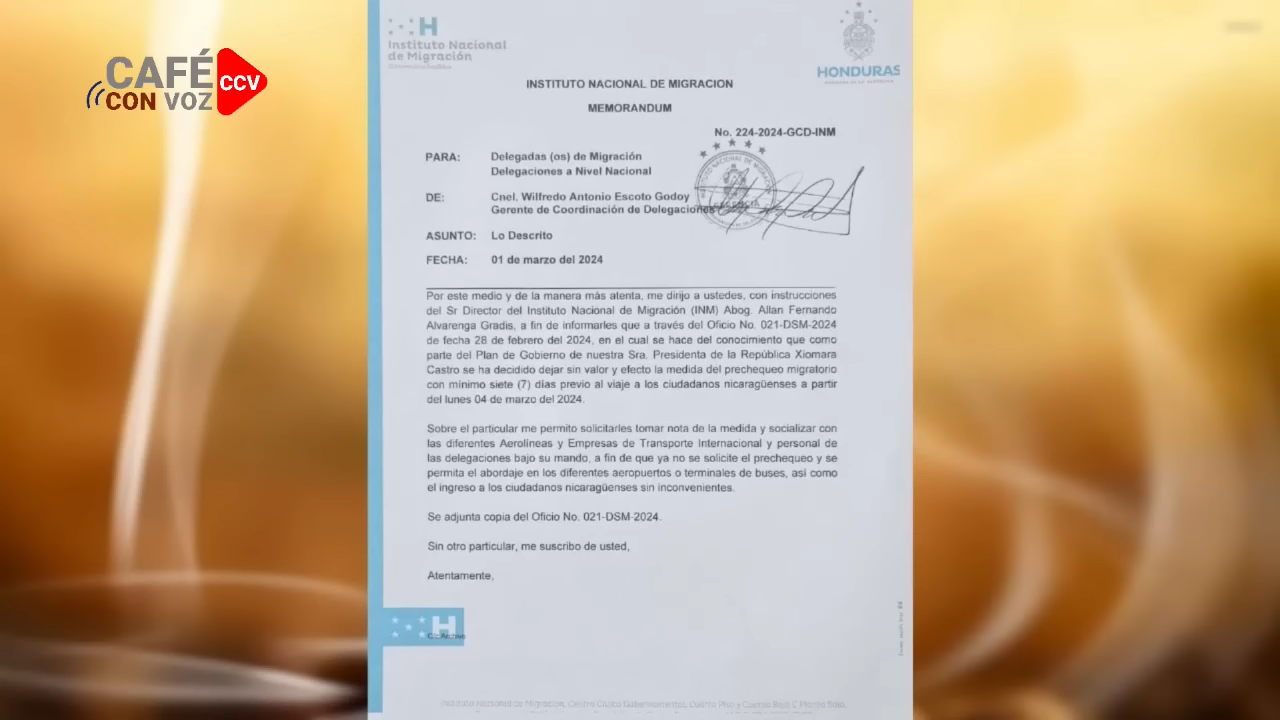 CAFÉ
CON VOZ
CCV
H
Instituto Nacional
de Migración
HONDURAS
INSTITUTO NACIONAL DE MIGRACION
MEMORANDUM
No. 224-2024-GCD-INM
PARA: Delegadas (os) de Migración
Delegaciones a Nivel Nacional
DE: Cnel. Wilfredo Antonio Escoto Godoy
Gerente de Coordinación de Delegaciones
ASUNTO: Lo Descrito
FECHA: 01 de marzo del 2024
Por este medio y de la manera más atenta, me dirijo a ustedes, con instrucciones
del Sr Director del Instituto Nacional de Migración (INM) Abog. Allan Fernando
Alvarenga Gradis, a fin de informarles que a través del Oficio No. 021-DSM-2024
de fecha 28 de febrero del 2024, en el cual se hace del conocimiento que como
parte del Plan de Gobierno de nuestra Sra. Presidenta de la República Xiomara
Castro se ha decidido dejar sin valor y efecto la medida del prechequeo migratorio
con mínimo siete (7) días previo al viaje a los ciudadanos nicaragüenses a partir
del lunes 04 de marzo del 2024.
Sobre el particular me permito solicitarles tomar nota de la medida y socializar con
las diferentes Aerolíneas y Empresas de Transporte Internacional y personal de
las delegaciones bajo su mando, a fin de que ya no se solicite el prechequeo y se
permita el abordaje en los diferentes aeropuertos o terminales de buses, así como
el ingreso a los ciudadanos nicaragüenses sin inconvenientes.
Se adjunta copia del Oficio No. 021-DSM-2024.
Sin otro particular, me suscribo de usted,
Atentamente,
H
Instituto Nacional de Migración, Centro Cívico Gubernamental,